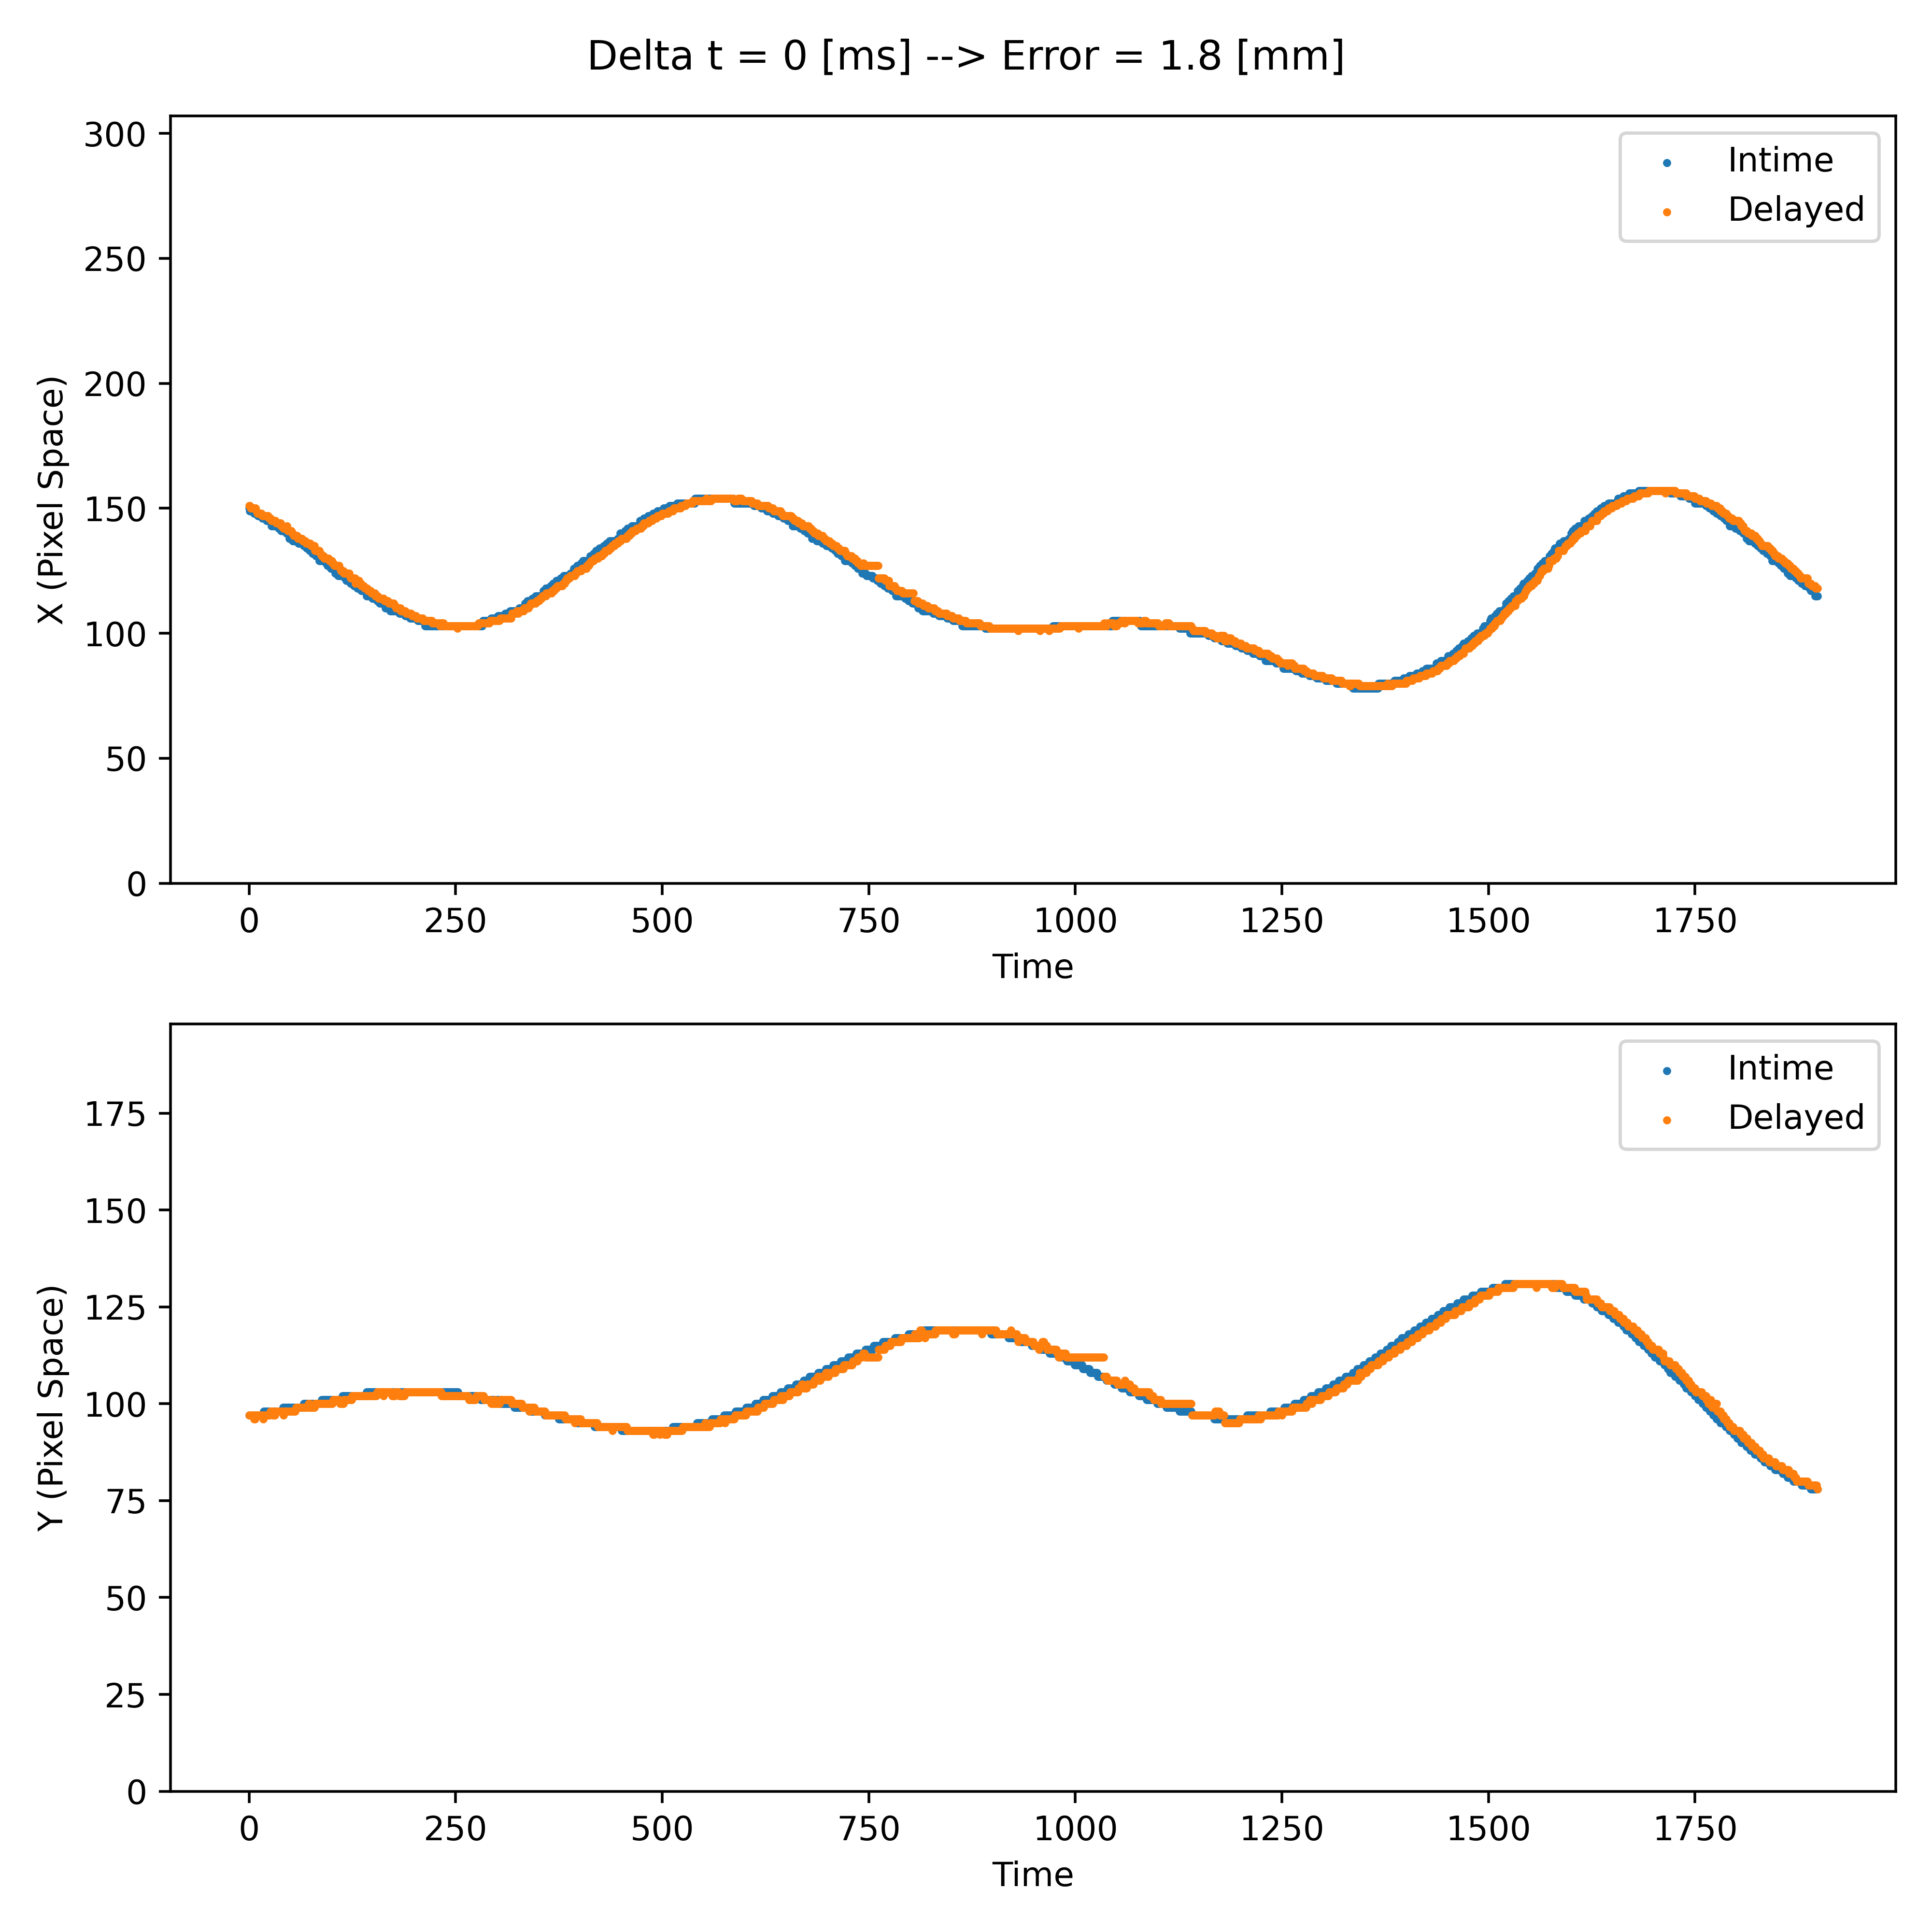 Delta t = 0 [ms] --> Error = 1.8 [mm]
300
250
200
150
100
50
0
X (Pixel Space)
Intime
Delayed
0 250 500 750 1000 1250 1500 1750
Time
175
150
125
100
75
50
25
0
Y (Pixel Space)
Intime
Delayed
0 250 500 750 1000 1250 1500 1750
Time